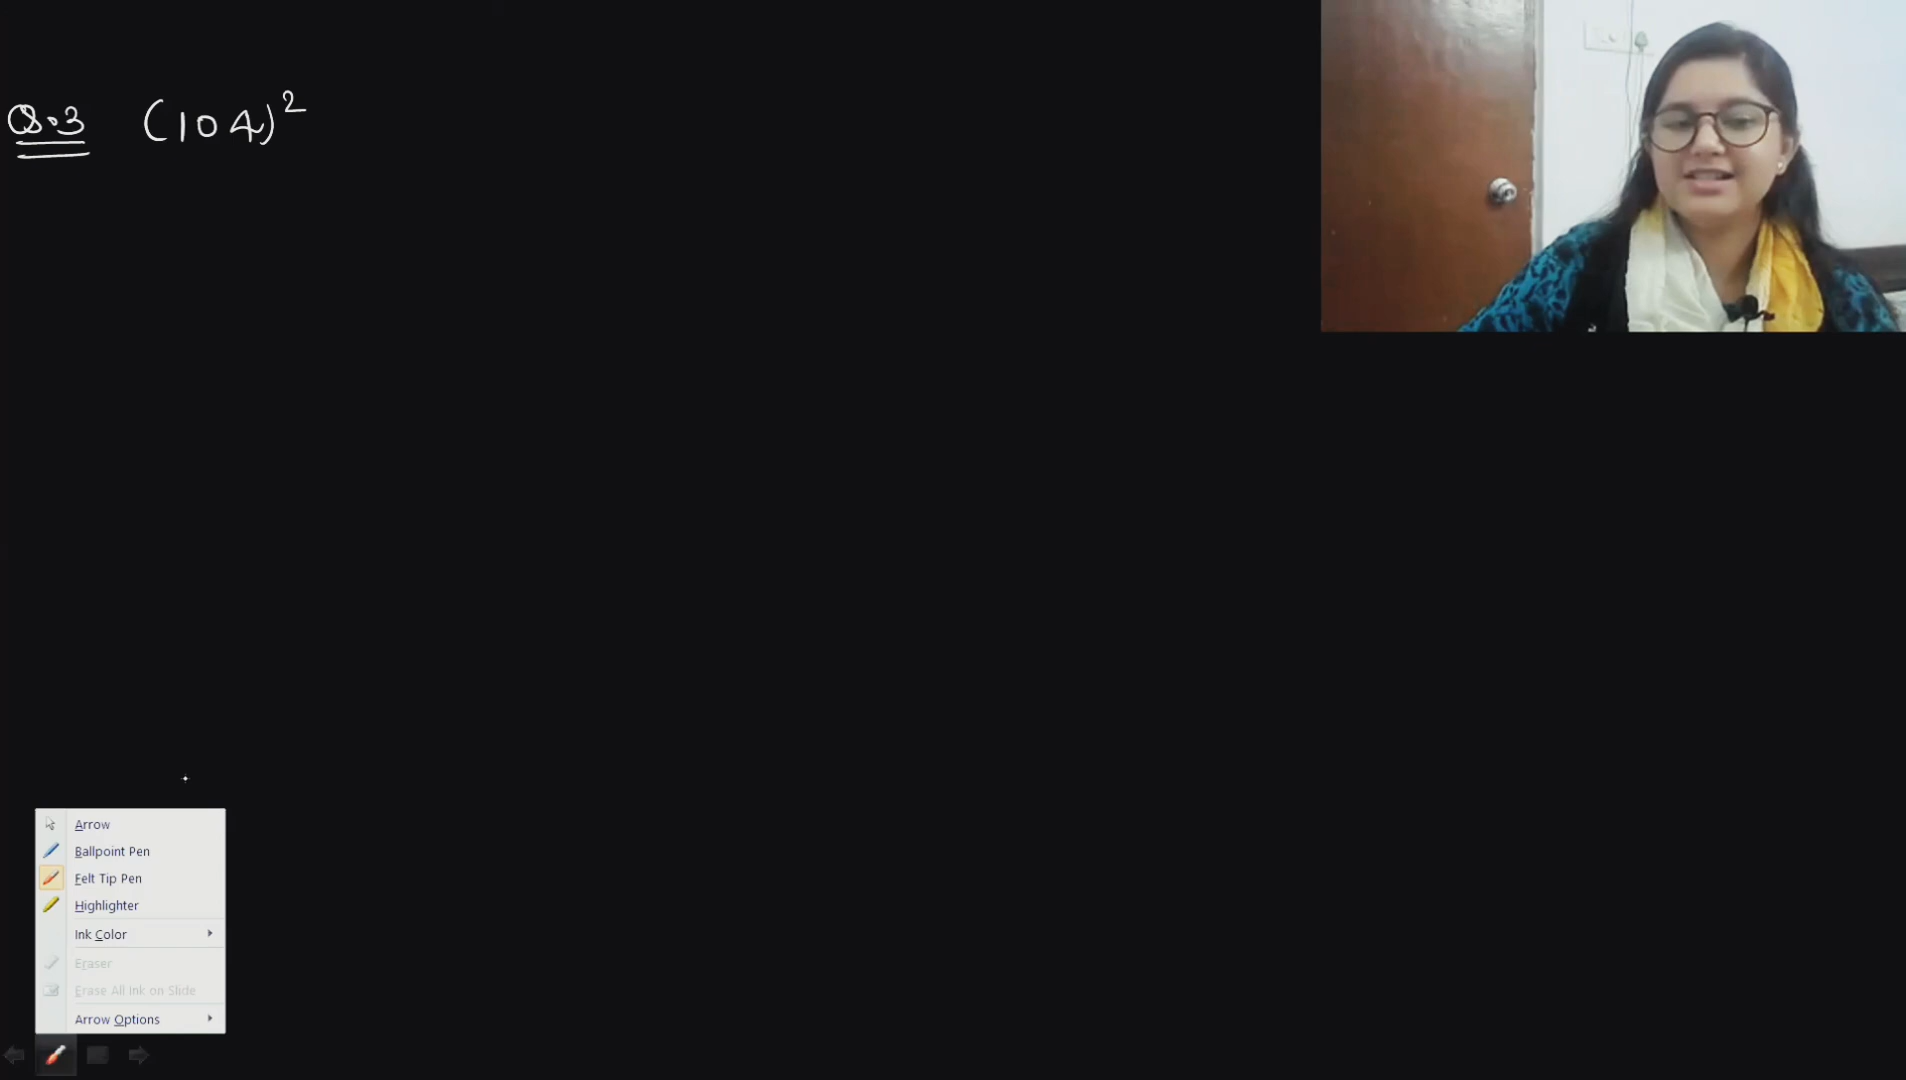 Q.3 (104)²
Arrow
Ballpoint Pen
Felt Tip Pen
Highlighter
Ink Color
Eraser
Erase All Ink on Slide
Arrow Options